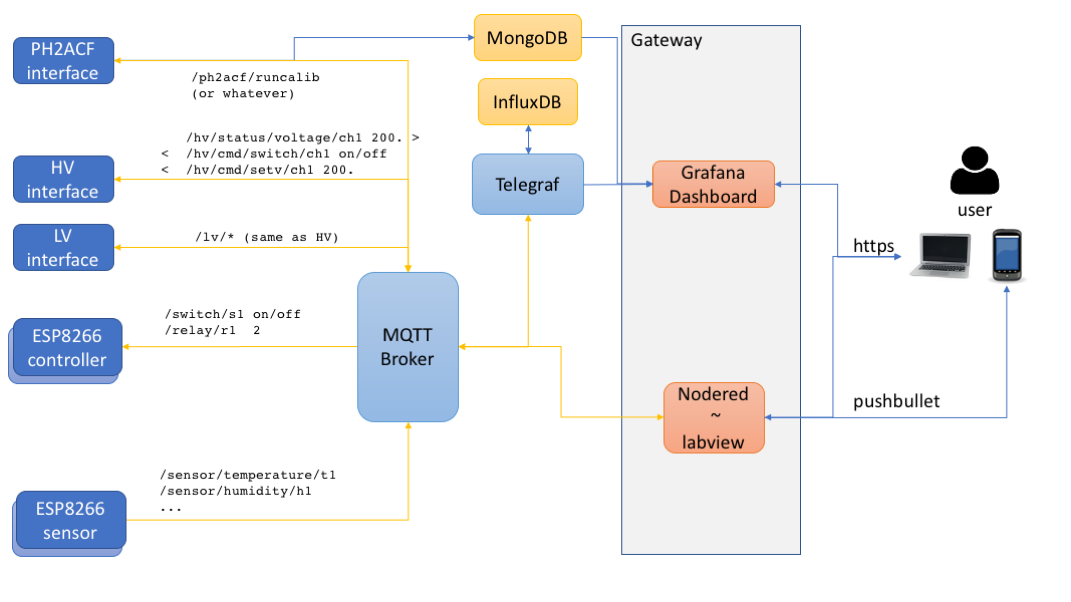 PH2ACF
interface
/ph2acf/runcalib
(or whatever)
MongoDB
InfluxDB
Gateway
/hv/status/voltage/ch1 200. >
< /hv/cmd/switch/ch1 on/off
< /hv/cmd/setv/ch1 200.
HV
interface
Telegraf
Grafana
Dashboard
user
LV
interface
/lv/* (same as HV)
https
/switch/s1 on/off
/relay/r1 2
ESP8266
controller
MQTT
Broker
Nodered
~
labview
pushbullet
/sensor/temperature/t1
/sensor/humidity/h1
...
ESP8266
sensor